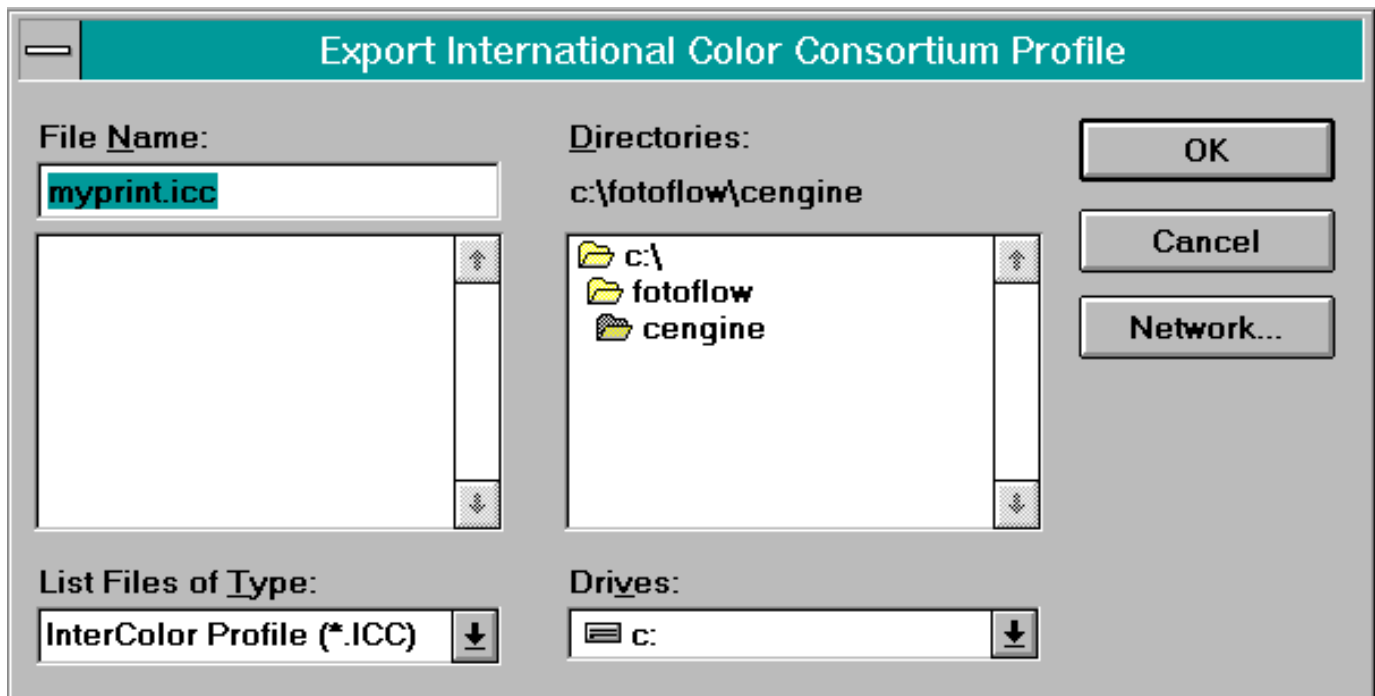 Export International Color Consortium Profile
File Name:
myprint.icc
Directories:
c:\fotoflow\cengine
c:\
fotoflow
cengine
OK
Cancel
Network...
List Files of Type:
InterColor Profile (*.ICC)
Drives:
c: